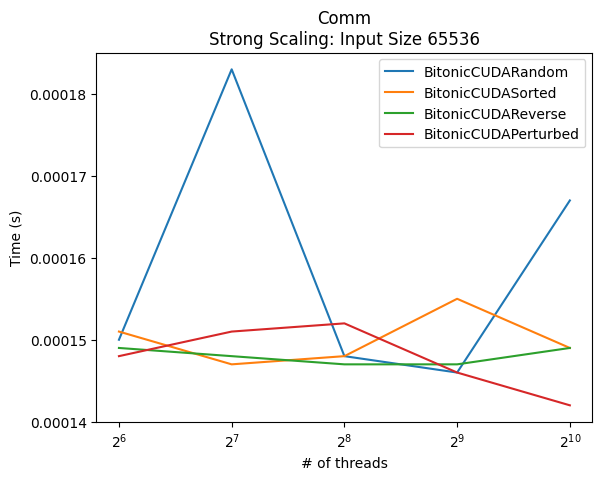 Comm
Strong Scaling: Input Size 65536
BitonicCUDARandom
BitonicCUDASorted
BitonicCUDAReverse
BitonicCUDAPerturbed
Time (s)
0.00018
0.00017
0.00016
0.00015
0.00014
2⁶ 2⁷ 2⁸ 2⁹ 2¹⁰
# of threads